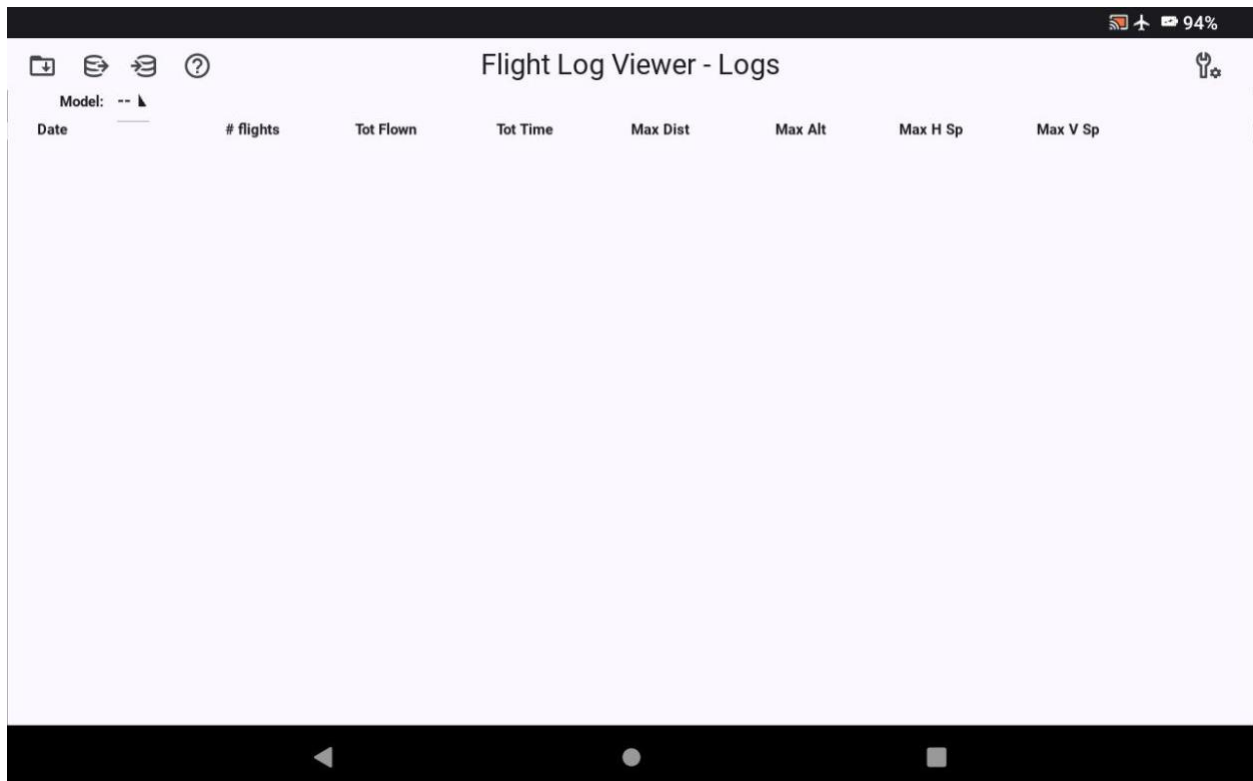 94%
Flight Log Viewer - Logs
Model: --
Date # flights Tot Flown Tot Time Max Dist Max Alt Max H Sp Max V Sp